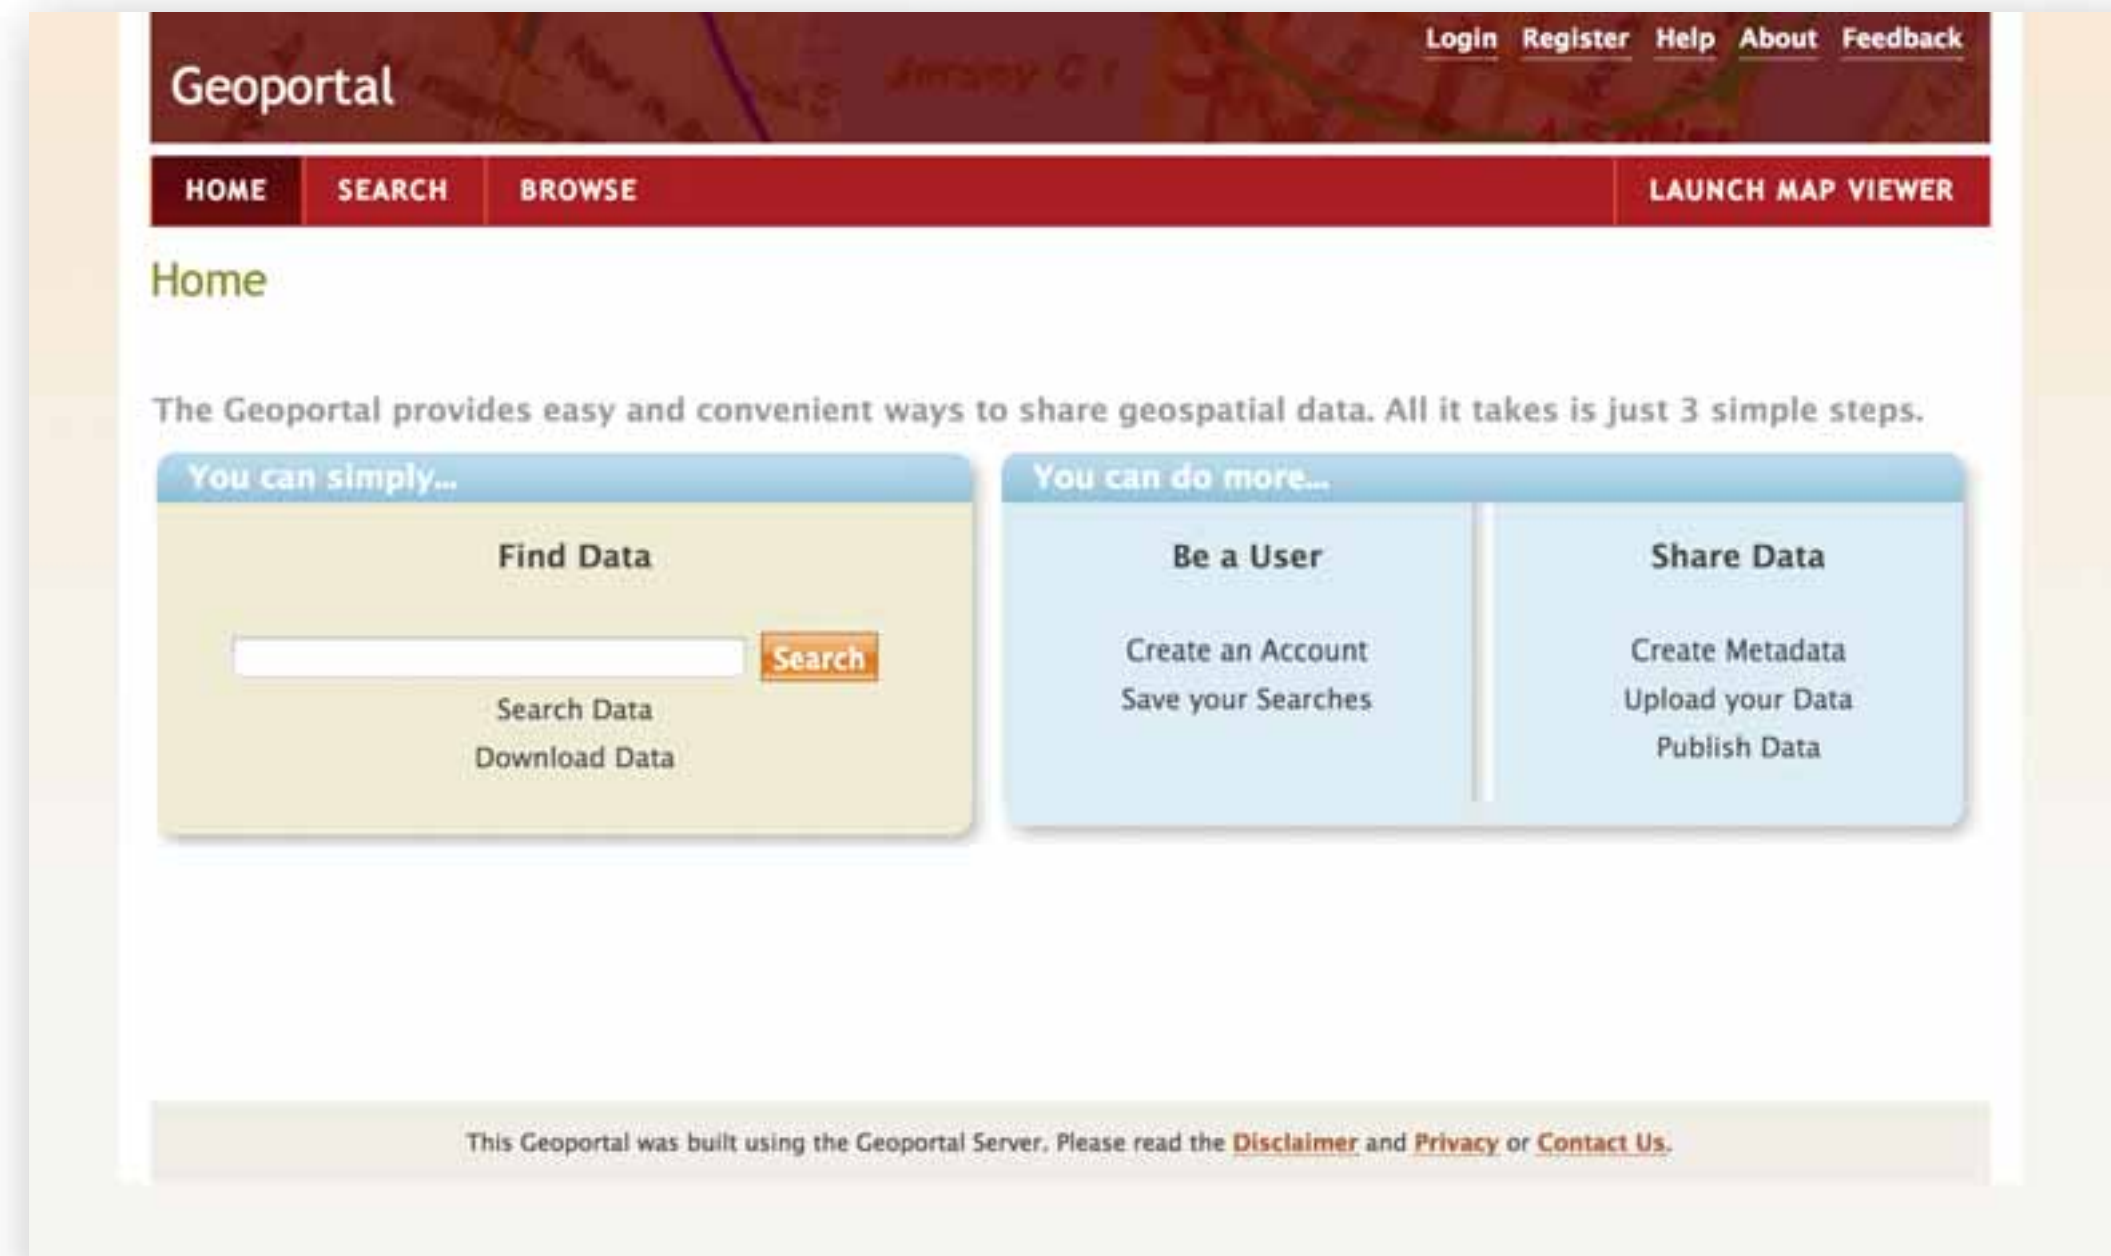 Login Register Help About Feedback
Geoportal
Jersey C
HOME SEARCH BROWSE LAUNCH MAP VIEWER
Home
The Geoportal provides easy and convenient ways to share geospatial data. All it takes is just 3 simple steps.
You can simply...
Find Data
Search
Search Data
Download Data
You can do more...
Be a User
Create an Account
Save your Searches
Share Data
Create Metadata
Upload your Data
Publish Data
This Geoportal was built using the Geoportal Server. Please read the Disclaimer and Privacy or Contact Us.